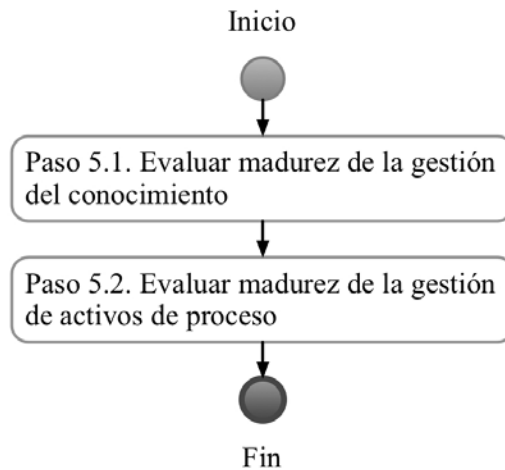 Inicio
Paso 5.1. Evaluar madurez de la gestión
del conocimiento
Paso 5.2. Evaluar madurez de la gestión
de activos de proceso
Fin